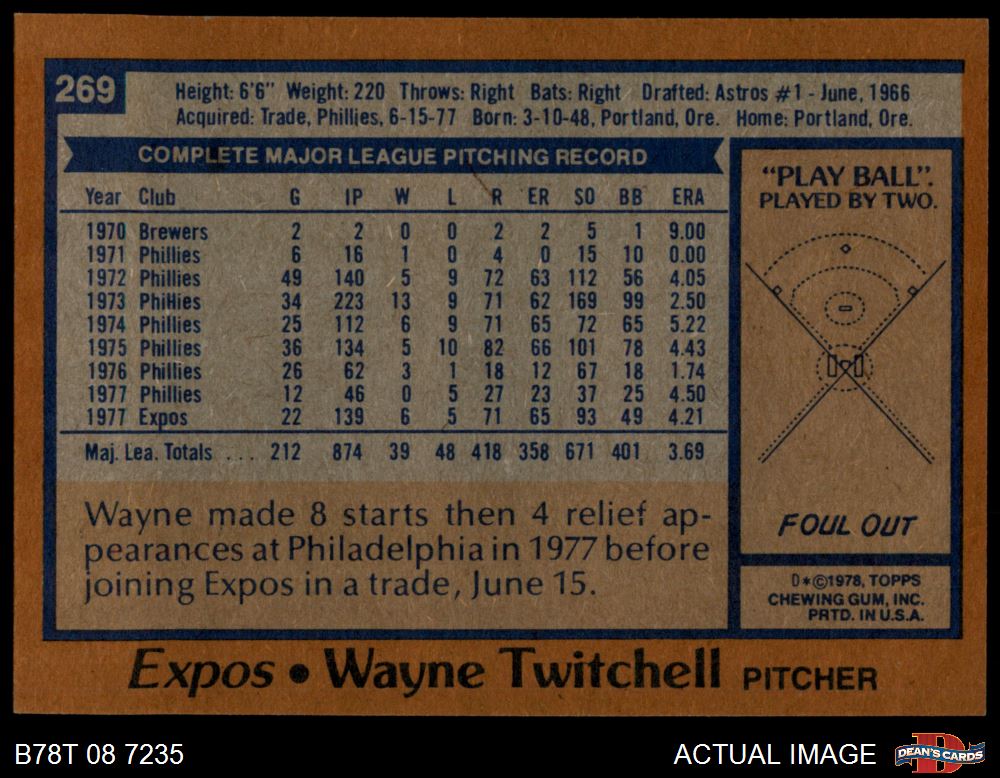 269
Height: 6'6" Weight: 220 Throws: Right Bats: Right Drafted: Astros #1 - June, 1966
Acquired: Trade, Phillies, 6-15-77 Born: 3-10-48, Portland, Ore. Home: Portland, Ore.
COMPLETE MAJOR LEAGUE PITCHING RECORD
Year Club G IP W L R ER SO BB ERA
1970 Brewers 2 2 0 0 2 2 5 1 9.00
1971 Phillies 6 16 1 0 4 0 15 10 0.00
1972 Phillies 49 140 5 9 72 63 112 56 4.05
1973 Phillies 34 223 13 9 71 62 169 99 2.50
1974 Phillies 25 112 6 9 71 65 72 65 5.22
1975 Phillies 36 134 5 10 82 66 101 78 4.43
1976 Phillies 26 62 3 1 18 12 67 18 1.74
1977 Phillies 12 46 0 5 27 23 37 25 4.50
1977 Expos 22 139 6 5 71 65 93 49 4.21
Maj. Lea. Totals . . . 212 874 39 48 418 358 671 401 3.69
Wayne made 8 starts then 4 relief ap-
pearances at Philadelphia in 1977 before
joining Expos in a trade, June 15.
"PLAY BALL".
PLAYED BY TWO.
FOUL OUT
D*©1978, TOPPS
CHEWING GUM, INC.
PRTD. IN U.S.A.
Expos • Wayne Twitchell PITCHER
B78T 08 7235
ACTUAL IMAGE
D
DEAN'S CARDS